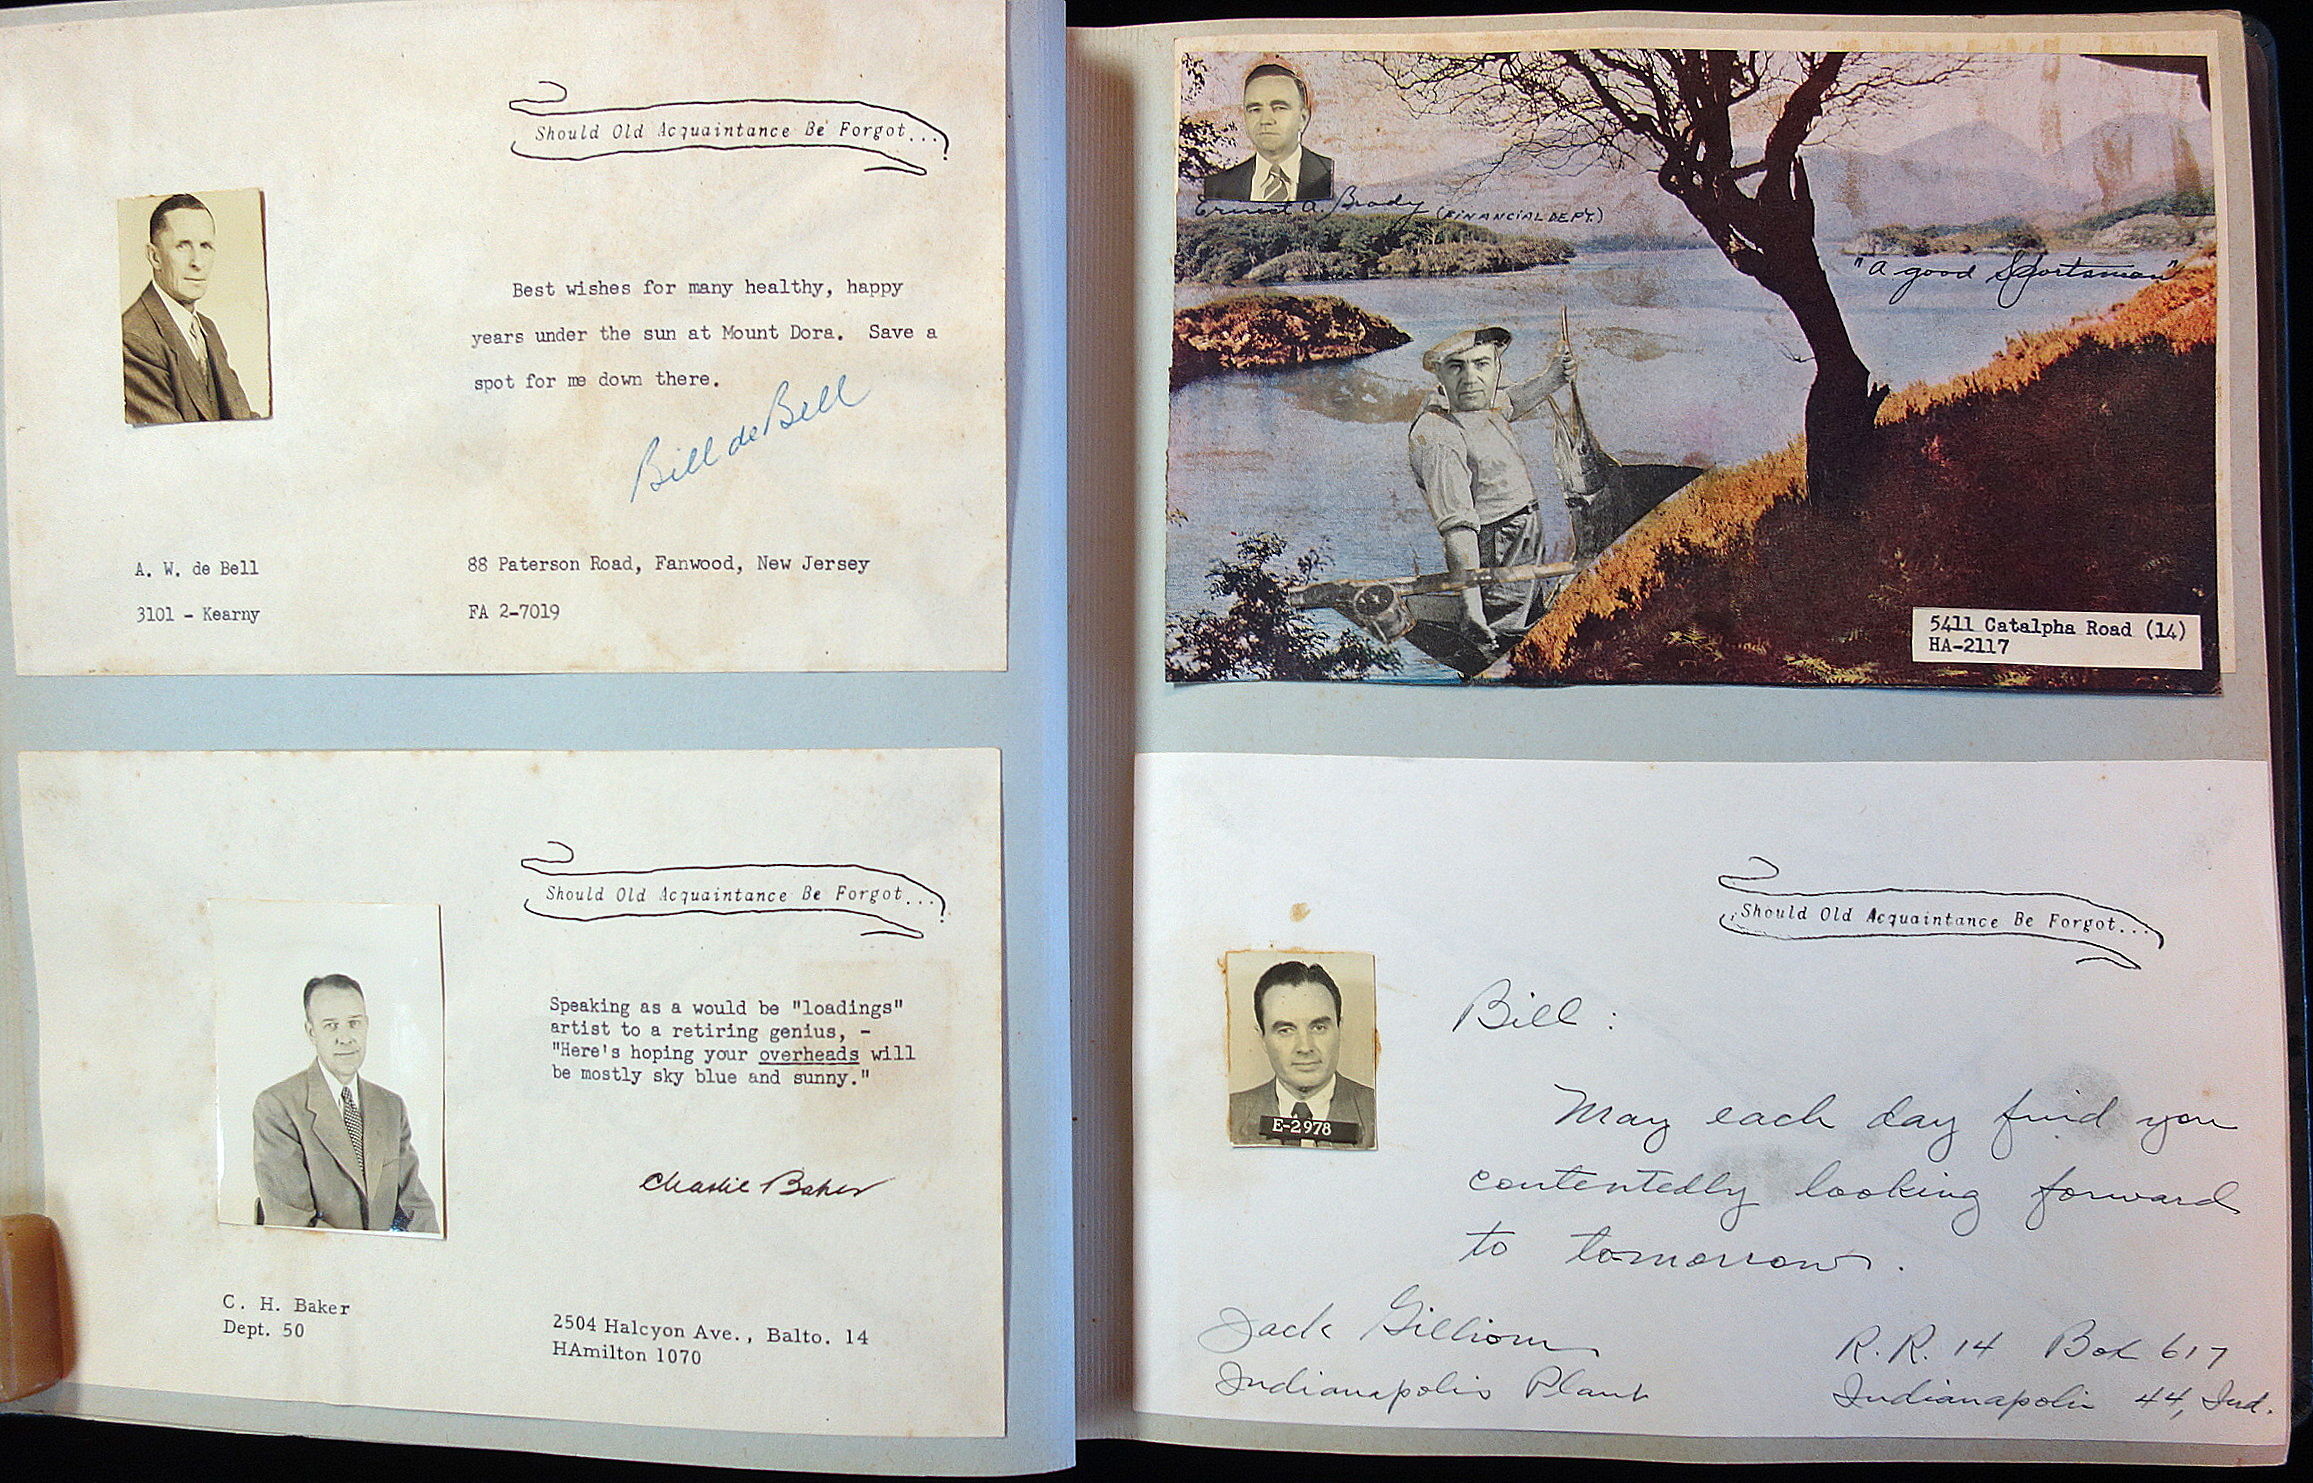 Should Old Acquaintance Be Forgot...
Best wishes for many healthy, happy
years under the sun at Mount Dora. Save a
spot for me down there.
Bill de Bell
A. W. de Bell
3101 - Kearny
88 Paterson Road, Fanwood, New Jersey
FA 2-7019
Should Old Acquaintance Be Forgot...
Speaking as a would be "loadings"
artist to a retiring genius, -
"Here's hoping your overheads will
be mostly sky blue and sunny."
Charlie Baker
C. H. Baker
Dept. 50
2504 Halcyon Ave., Balto. 14
HAmilton 1070
Ernest A. Brady (FINANCIAL DEPT.)
"A good Sportsman"
5411 Catalpha Road (14)
HA-2117
Should Old Acquaintance Be Forgot...
E-2978
Bill:
May each day find you
contentedly looking forward
to tomorrow.
Jack Gilliom
Indianapolis Plant
R.R. 14 Box 617
Indianapolis 44, Ind.